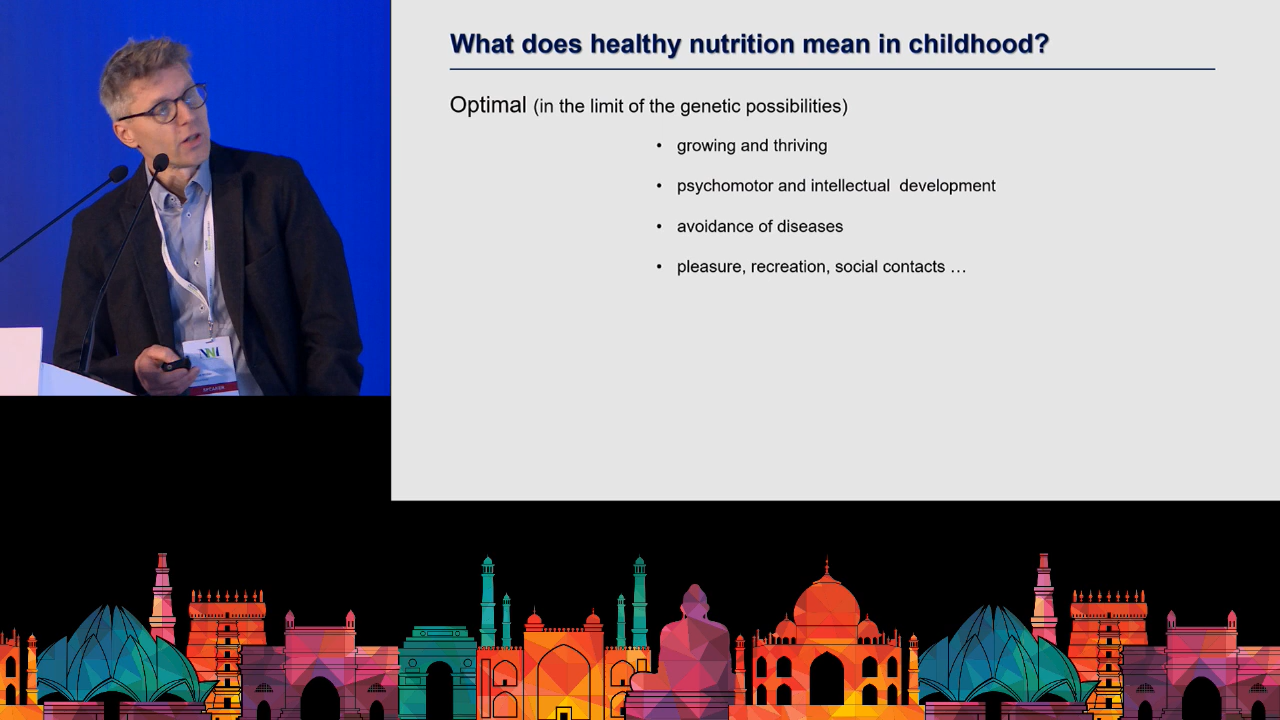 What does healthy nutrition mean in childhood?
Optimal (in the limit of the genetic possibilities)
• growing and thriving
• psychomotor and intellectual development
• avoidance of diseases
• pleasure, recreation, social contacts …
SPEAKER